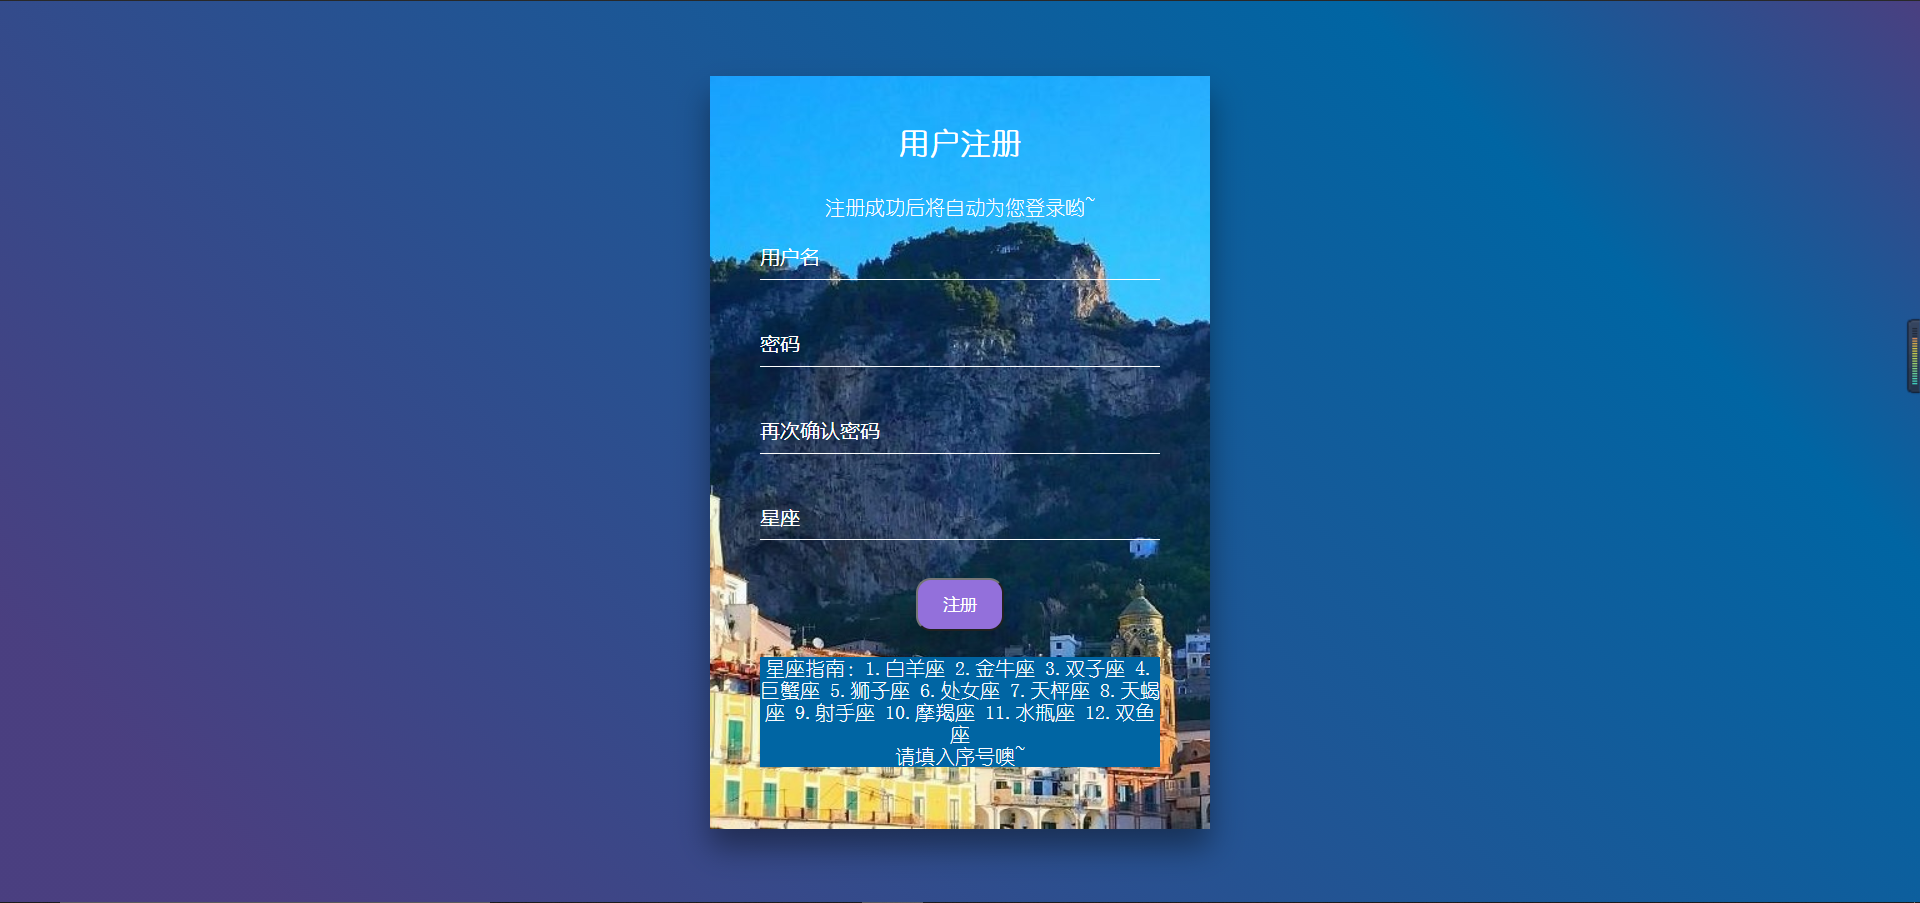 用户注册
注册成功后将自动为您登录哟~
用户名
密码
再次确认密码
星座
注册
星座指南：1.白羊座 2.金牛座 3.双子座 4.
巨蟹座 5.狮子座 6.处女座 7.天枰座 8.天蝎
座 9.射手座 10.摩羯座 11.水瓶座 12.双鱼
座
请填入序号噢~